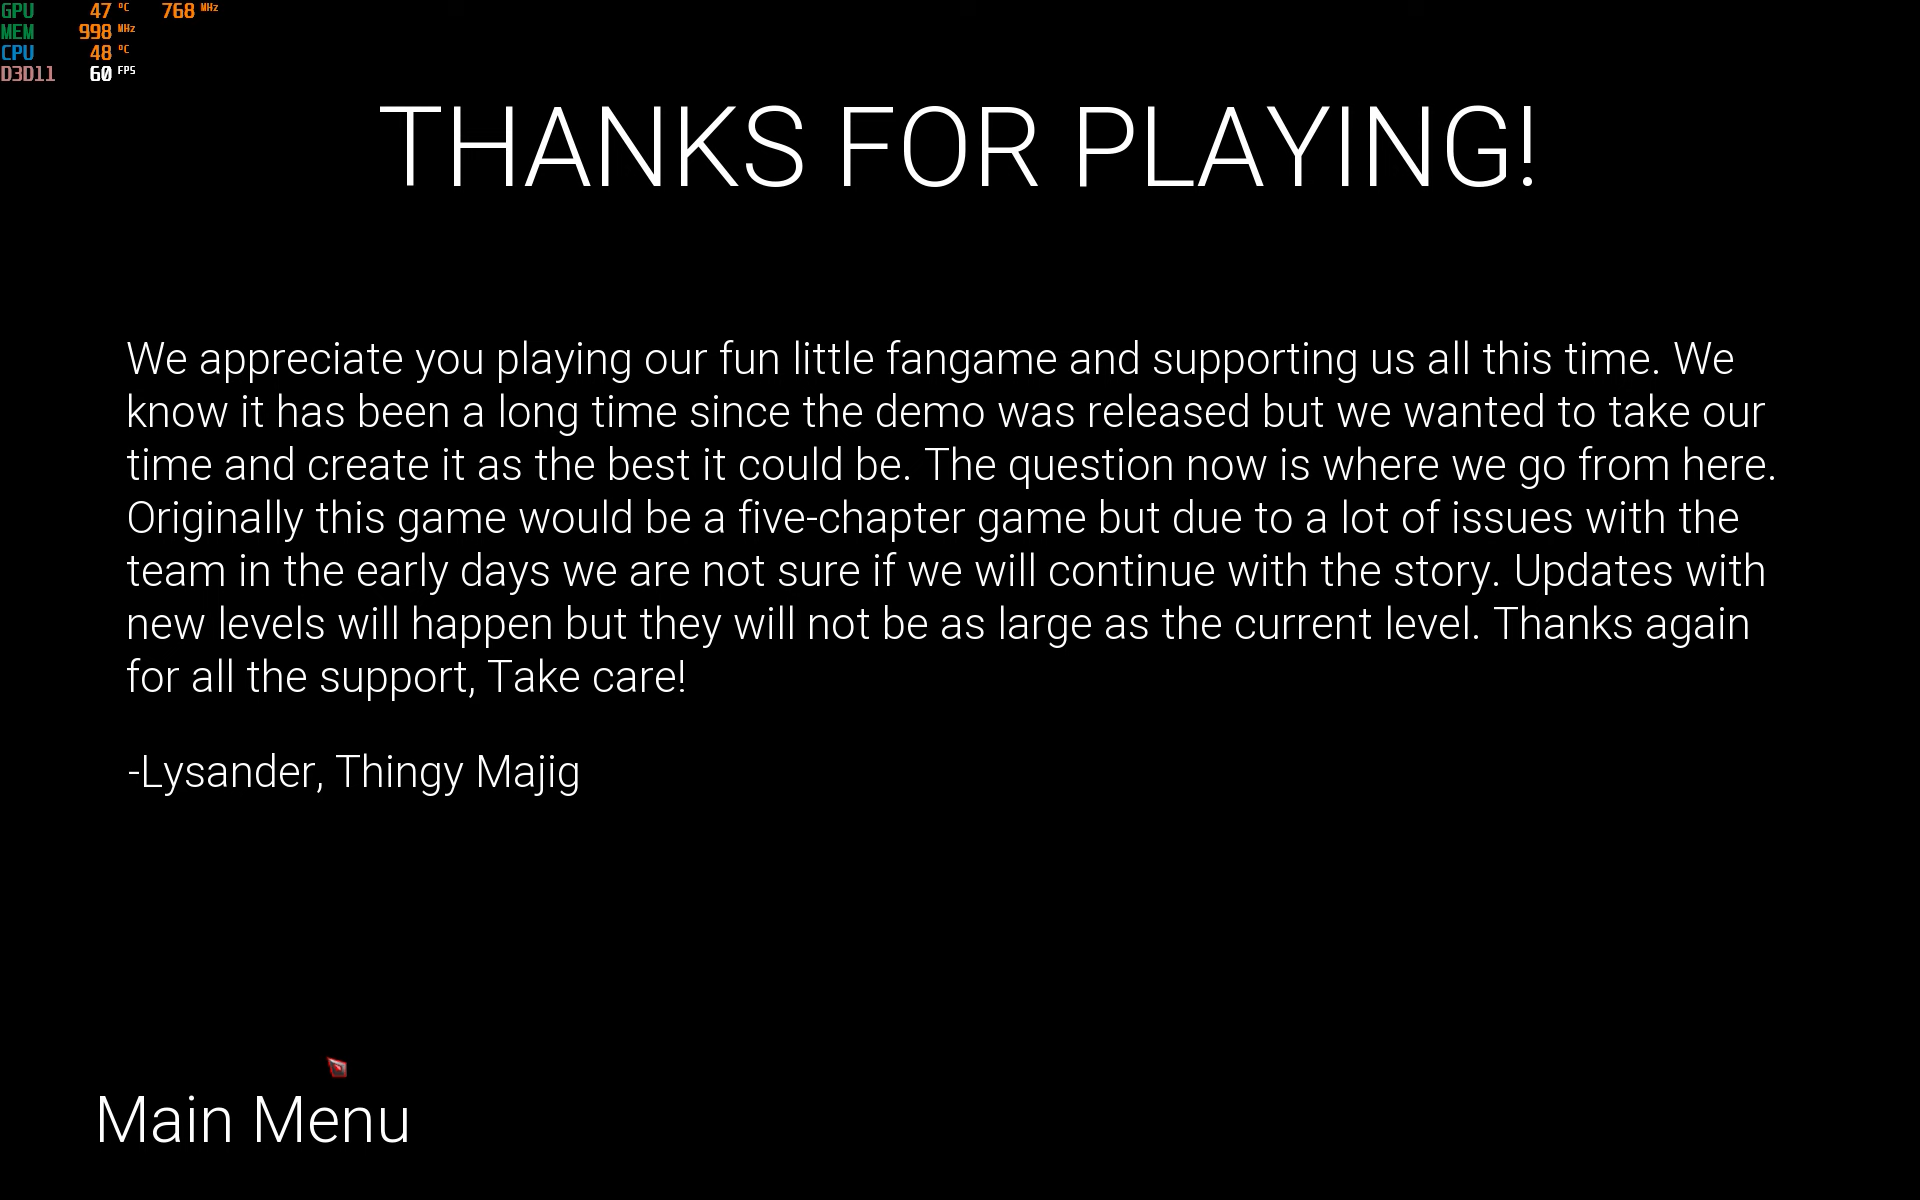 GPU 47 °C 768 MHz
MEM 998 MHz
CPU 48 °C
D3D11 60 FPS
THANKS FOR PLAYING!
We appreciate you playing our fun little fangame and supporting us all this time. We
know it has been a long time since the demo was released but we wanted to take our
time and create it as the best it could be. The question now is where we go from here.
Originally this game would be a five-chapter game but due to a lot of issues with the
team in the early days we are not sure if we will continue with the story. Updates with
new levels will happen but they will not be as large as the current level. Thanks again
for all the support, Take care!
-Lysander, Thingy Majig
Main Menu